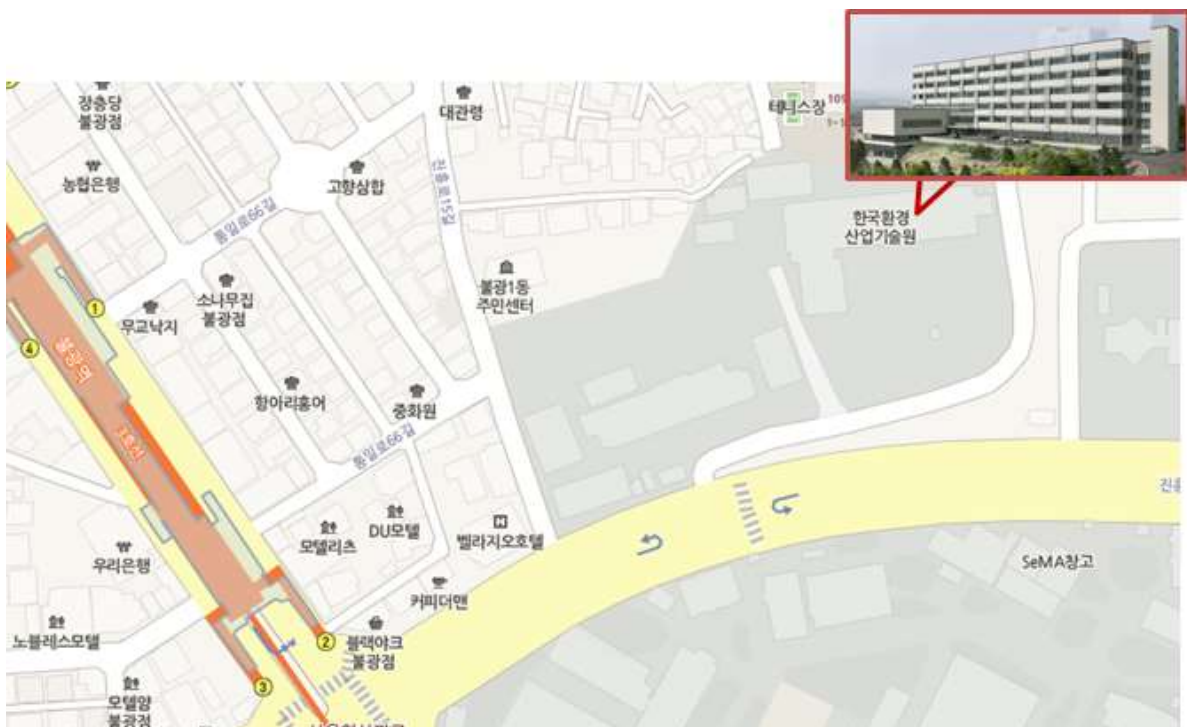 장충당
불광점
대관령
테니스장
농협은행
고향삼합
진흥로15길
통일로66길
한국환경
산업기술원
불광1동
주민센터
소나무집
불광점
무교낙지
1
4
불광역
항아리홍어
중화원
통일로66길
모텔리츠
DU모텔
벨라지오호텔
우리은행
SeMA창고
커피더맨
노블레스모텔
2
블랙야크
불광점
3
모텔얌
불광점